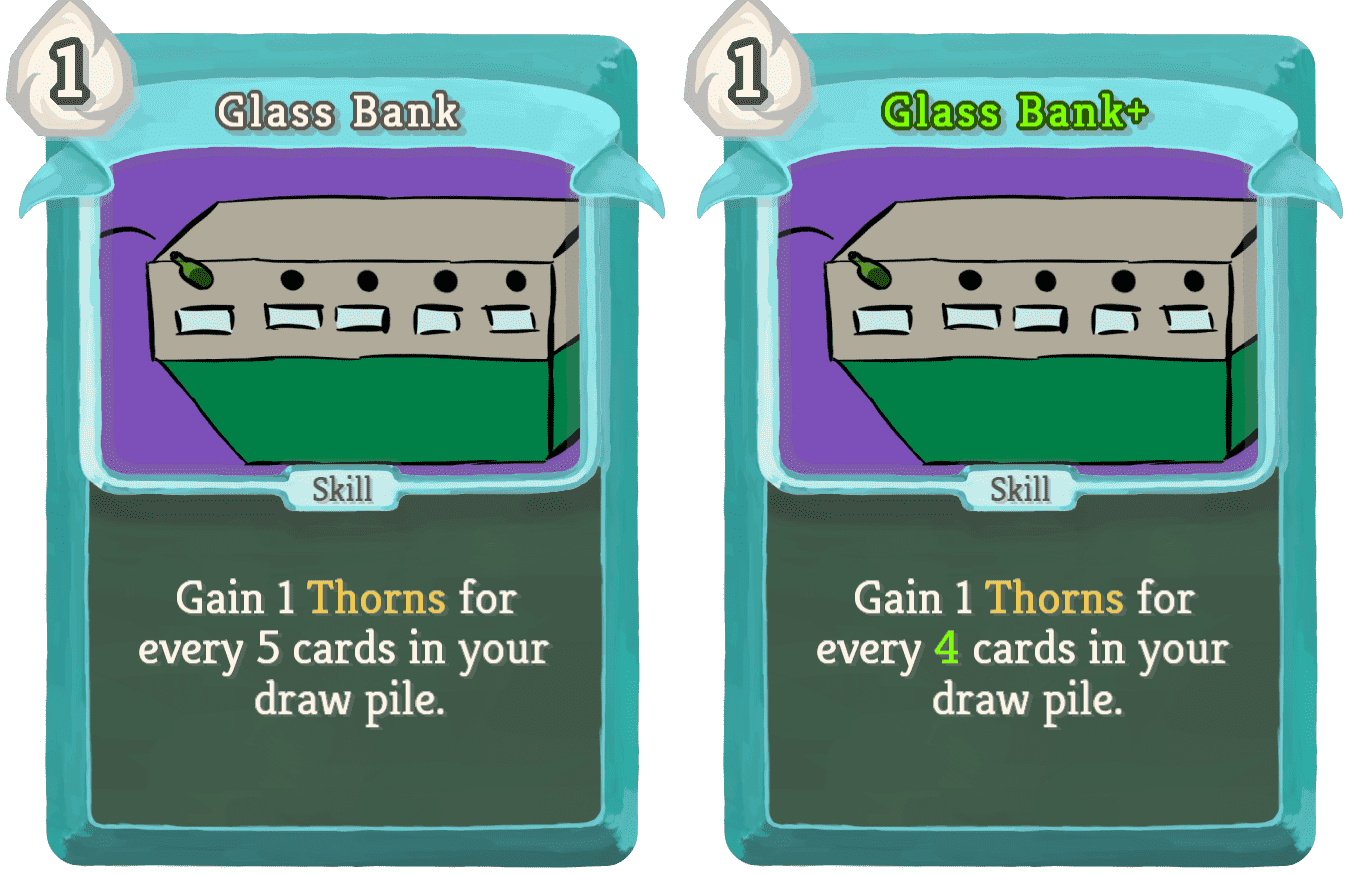 1
Glass Bank
Skill
Gain 1 Thorns for
every 5 cards in your
draw pile.
1
Glass Bank+
Skill
Gain 1 Thorns for
every 4 cards in your
draw pile.